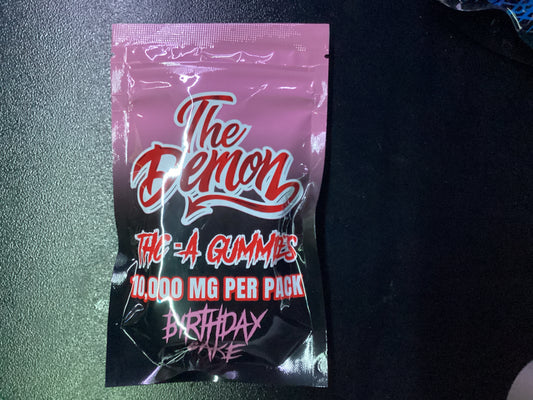 The
Demon
THC-A GUMMIES
10,000 MG PER PACK
BIRTHDAY
CAKE